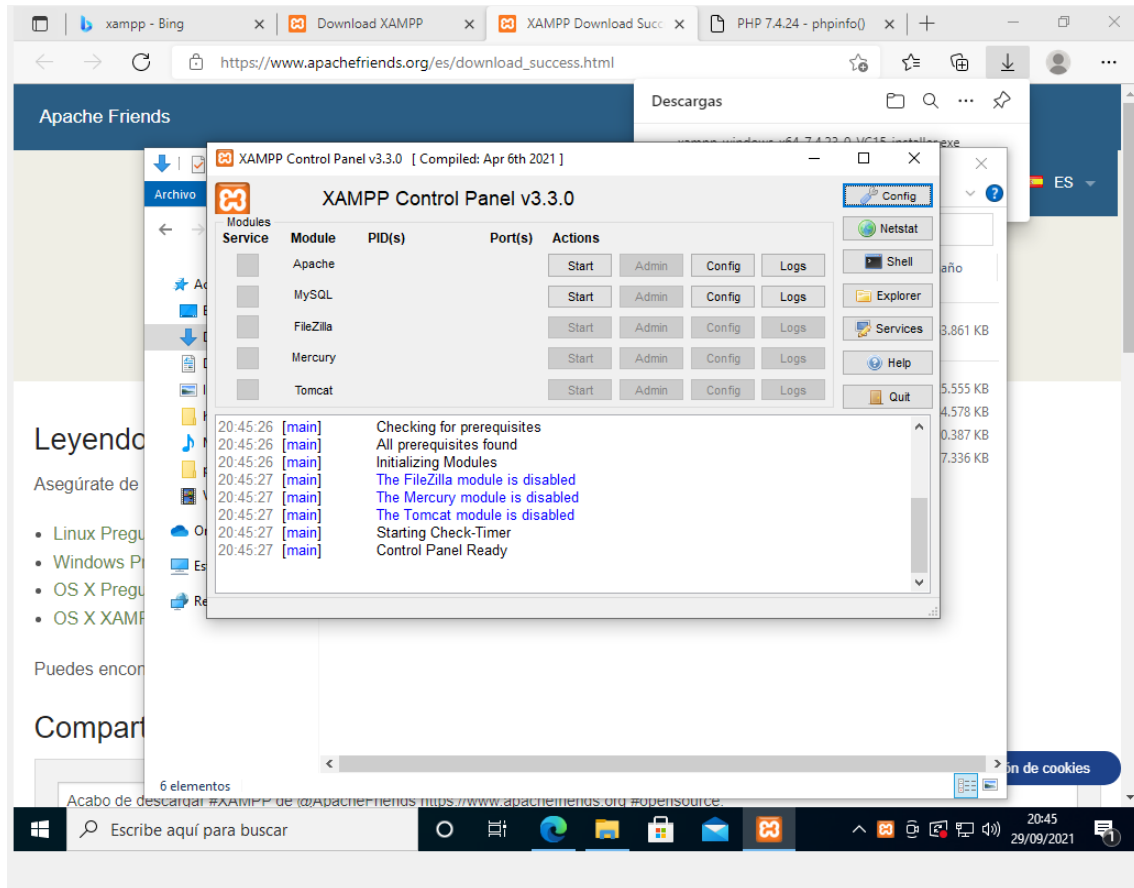 xampp - Bing
Download XAMPP
XAMPP Download Succ
PHP 7.4.24 - phpinfo()
https://www.apachefriends.org/es/download_success.html
Apache Friends
Descargas
ES
XAMPP Control Panel v3.3.0 [ Compiled: Apr 6th 2021 ]
Archivo
XAMPP Control Panel v3.3.0
Config
Modules
Service Module PID(s) Port(s) Actions
Netstat
Apache Start Admin Config Logs
Shell
año
MySQL Start Admin Config Logs
Explorer
FileZilla Start Admin Config Logs
Services
3.861 KB
Mercury Start Admin Config Logs
Help
Tomcat Start Admin Config Logs
Quit
5.555 KB
4.578 KB
0.387 KB
7.336 KB
20:45:26 [main] Checking for prerequisites
20:45:26 [main] All prerequisites found
20:45:26 [main] Initializing Modules
20:45:27 [main] The FileZilla module is disabled
20:45:27 [main] The Mercury module is disabled
20:45:27 [main] The Tomcat module is disabled
20:45:27 [main] Starting Check-Timer
20:45:27 [main] Control Panel Ready
Leyendo
Asegúrate de
Linux Pregu
Windows Pr
OS X Pregu
OS X XAMP
Puedes encon
Compart
6 elementos
ón de cookies
Acabo de descargar #XAMPP de @ApacheFriends https://www.apachefriends.org #opensource.
Escribe aquí para buscar
20:45
29/09/2021
1